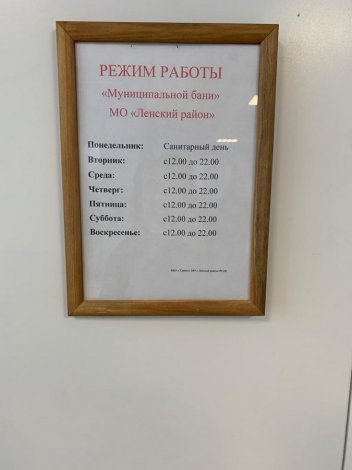 РЕЖИМ РАБОТЫ
«Муниципальной бани»
МО «Ленский район»
Понедельник: Санитарный день
Вторник: с12.00 до 22.00
Среда: с12.00 до 22.00
Четверг: с12.00 до 22.00
Пятница: с12.00 до 22.00
Суббота: с12.00 до 22.00
Воскресенье: с12.00 до 22.00